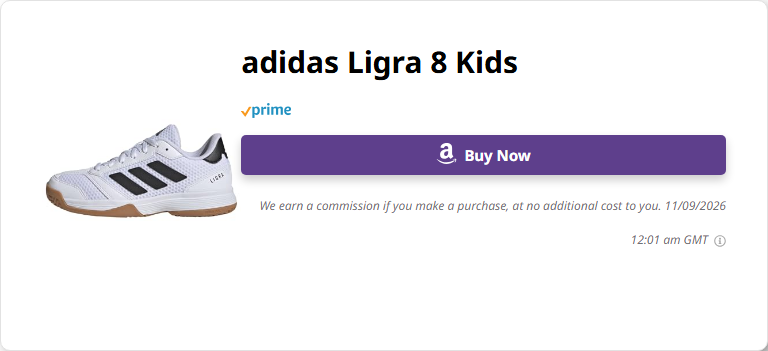 adidas Ligra 8 Kids
prime
a Buy Now
LIGRA
We earn a commission if you make a purchase, at no additional cost to you. 11/09/2026
12:01 am GMT